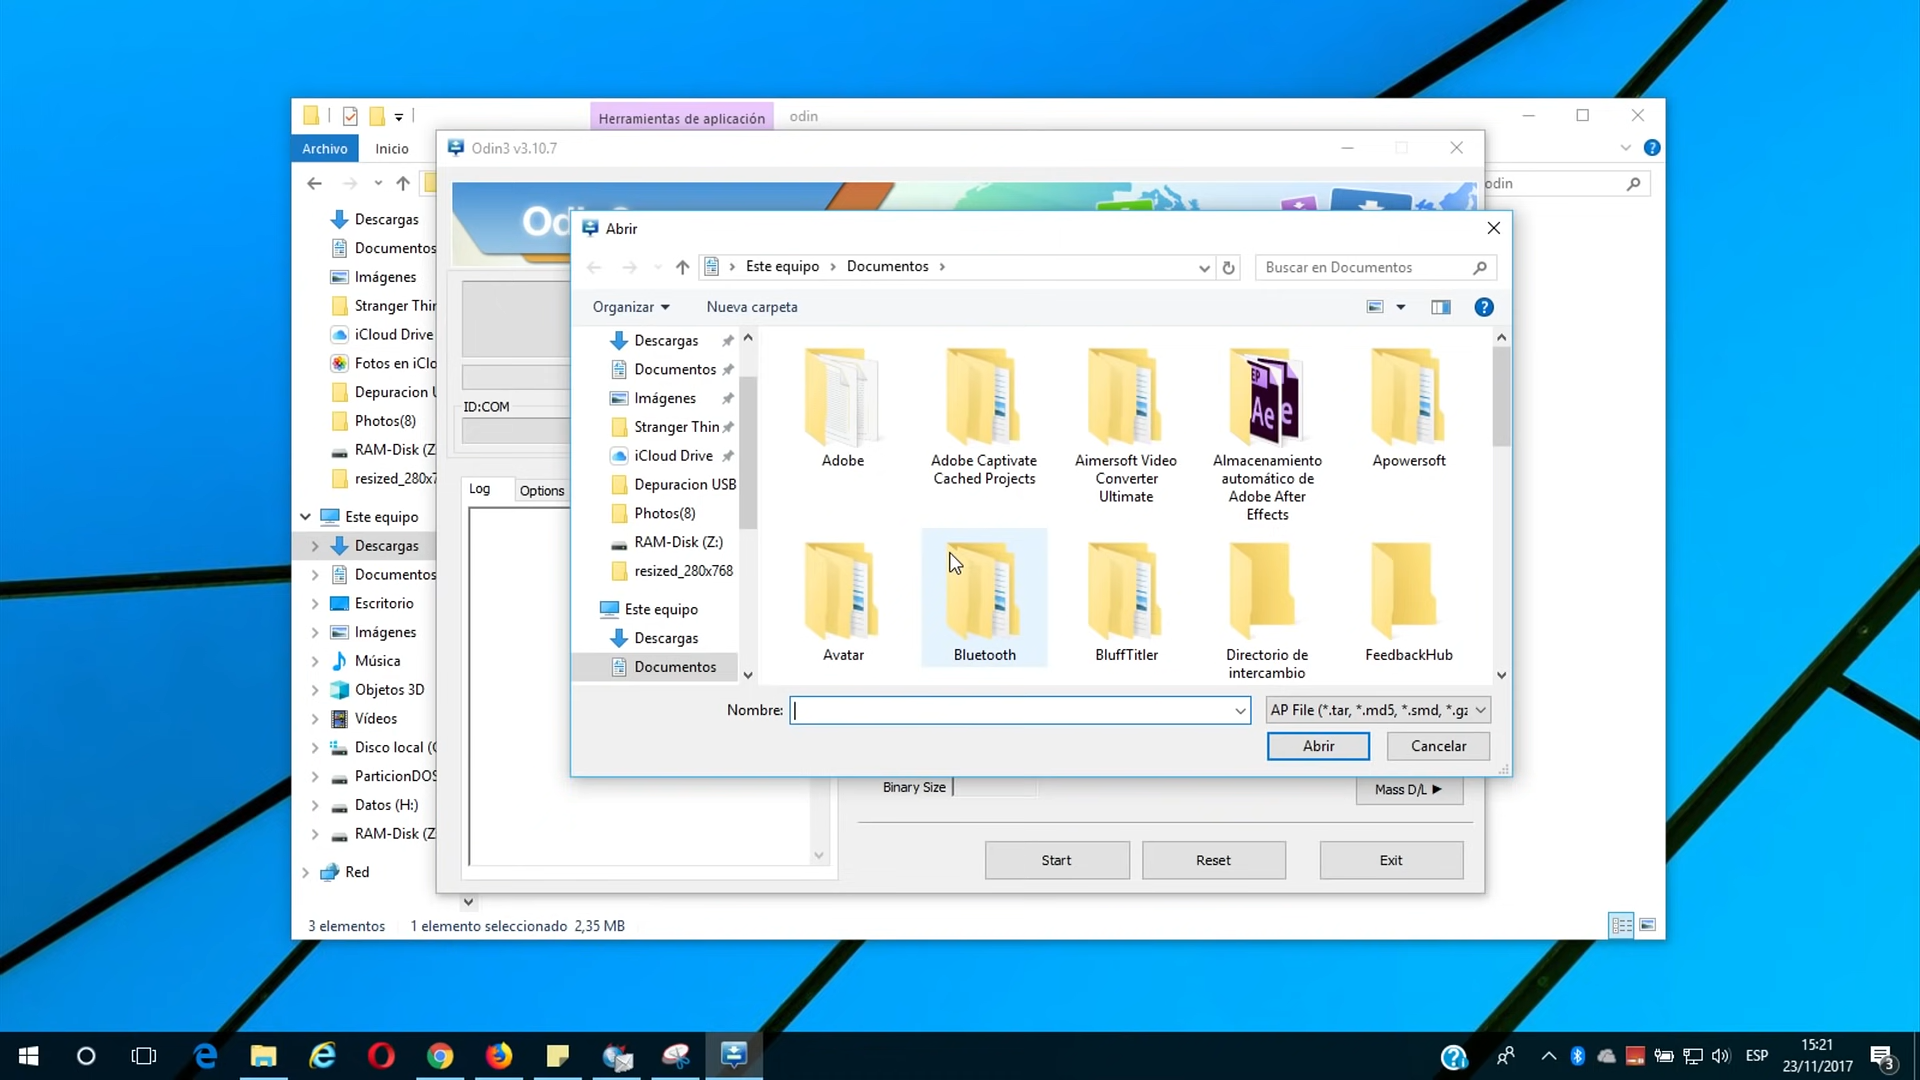 Herramientas de aplicación
odin
Archivo
Inicio
Odin3 v3.10.7
odin
Descargas
Documentos
Imágenes
Stranger Thin
iCloud Drive
Fotos en iClo
Depuracion U
Photos(8)
RAM-Disk (Z
resized_280x7
Este equipo
Descargas
Documentos
Escritorio
Imágenes
Música
Objetos 3D
Vídeos
Disco local (C
ParticionDOS
Datos (H:)
RAM-Disk (Z
Red
3 elementos
1 elemento seleccionado 2,35 MB
ID:COM
Log
Options
Abrir
Este equipo
Documentos
Buscar en Documentos
Organizar
Nueva carpeta
Descargas
Documentos
Imágenes
Stranger Thin
iCloud Drive
Depuracion USB
Photos(8)
RAM-Disk (Z:)
resized_280x768
Este equipo
Descargas
Documentos
Adobe
Adobe Captivate
Cached Projects
Aimersoft Video
Converter
Ultimate
Almacenamiento
automático de
Adobe After
Effects
Apowersoft
Avatar
Bluetooth
BluffTitler
Directorio de
intercambio
FeedbackHub
Nombre:
AP File (*.tar, *.md5, *.smd, *.gz
Abrir
Cancelar
Binary Size
Mass D/L
Start
Reset
Exit
ESP
15:21
23/11/2017
3